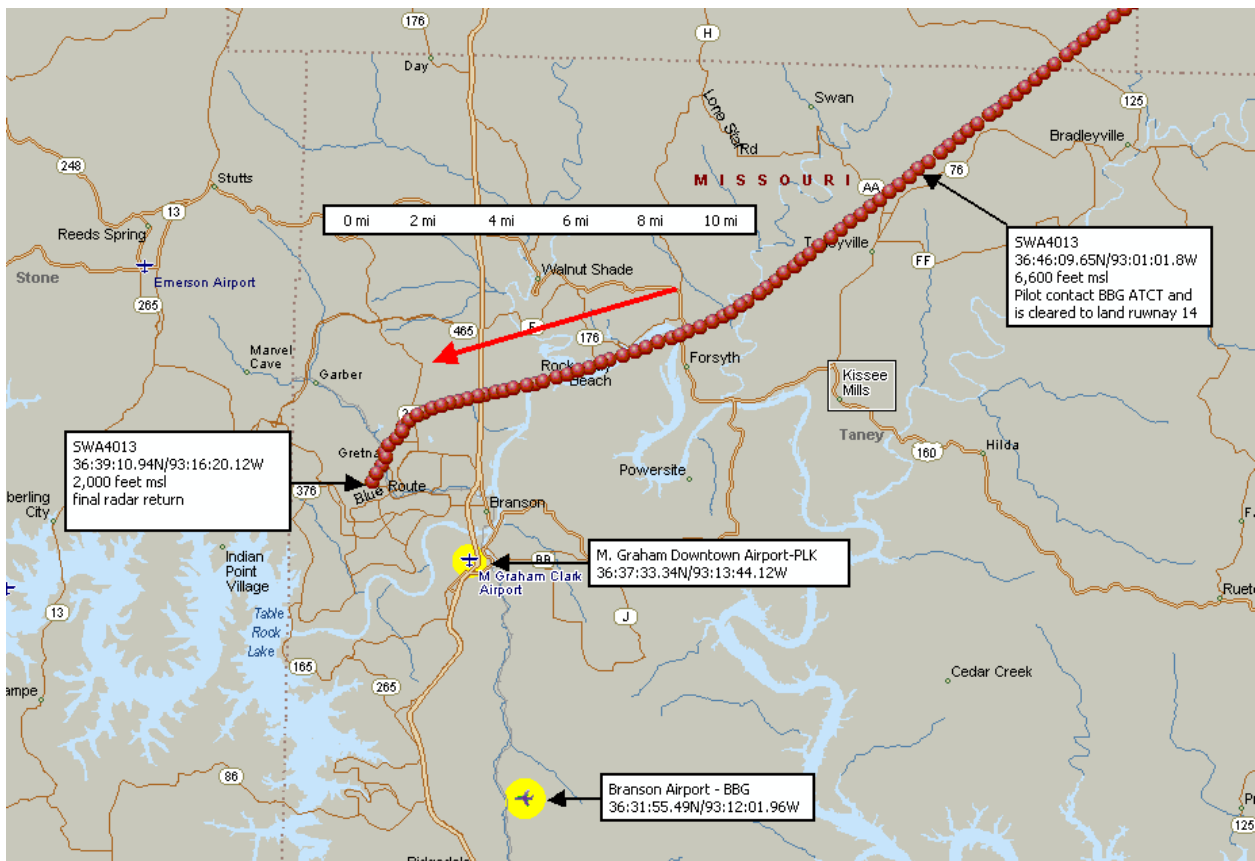 176
H
Day
Swan
125
Lone Star
Rd
Bradleyville
248
76
Stutts
MISSOURI
AA
13
0 mi 2 mi 4 mi 6 mi 8 mi 10 mi
Reeds Spring
SWA4013
36:46:09.65N/93:01:01.8W
6,600 feet msl
Pilot contact BBG ATCT and
is cleared to land ruwnay 14
FF
Walnut Shade
Stone
Emerson Airport
265
465
F
176
Marvel
Cave
Forsyth
Garber
Beach
Kissee
Mills
Taney
SWA4013
36:39:10.94N/93:16:20.12W
2,000 feet msl
final radar return
Gretna
Hilda
160
Powersite
376
Blue Route
Branson
berling
City
Indian
Point
Village
BB
M. Graham Downtown Airport-PLK
36:37:33.34N/93:13:44.12W
M Graham Clark
Airport
13
Table
Rock
Lake
J
165
265
Cedar Creek
ampe
86
Branson Airport - BBG
36:31:55.49N/93:12:01.96W
125